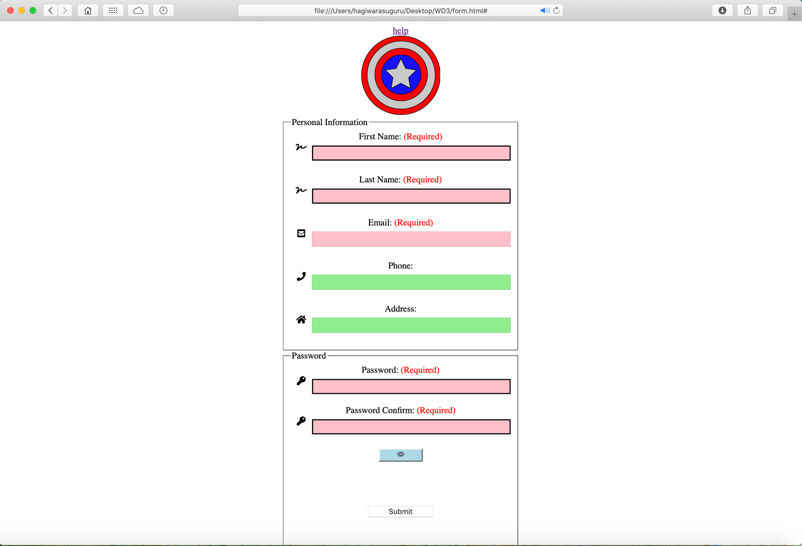 file:///Users/hagiwarasuguru/Desktop/WD3/form.html#
help
Personal Information
First Name: (Required)
Last Name: (Required)
Email: (Required)
Phone:
Address:
Password
Password: (Required)
Password Confirm: (Required)
Submit